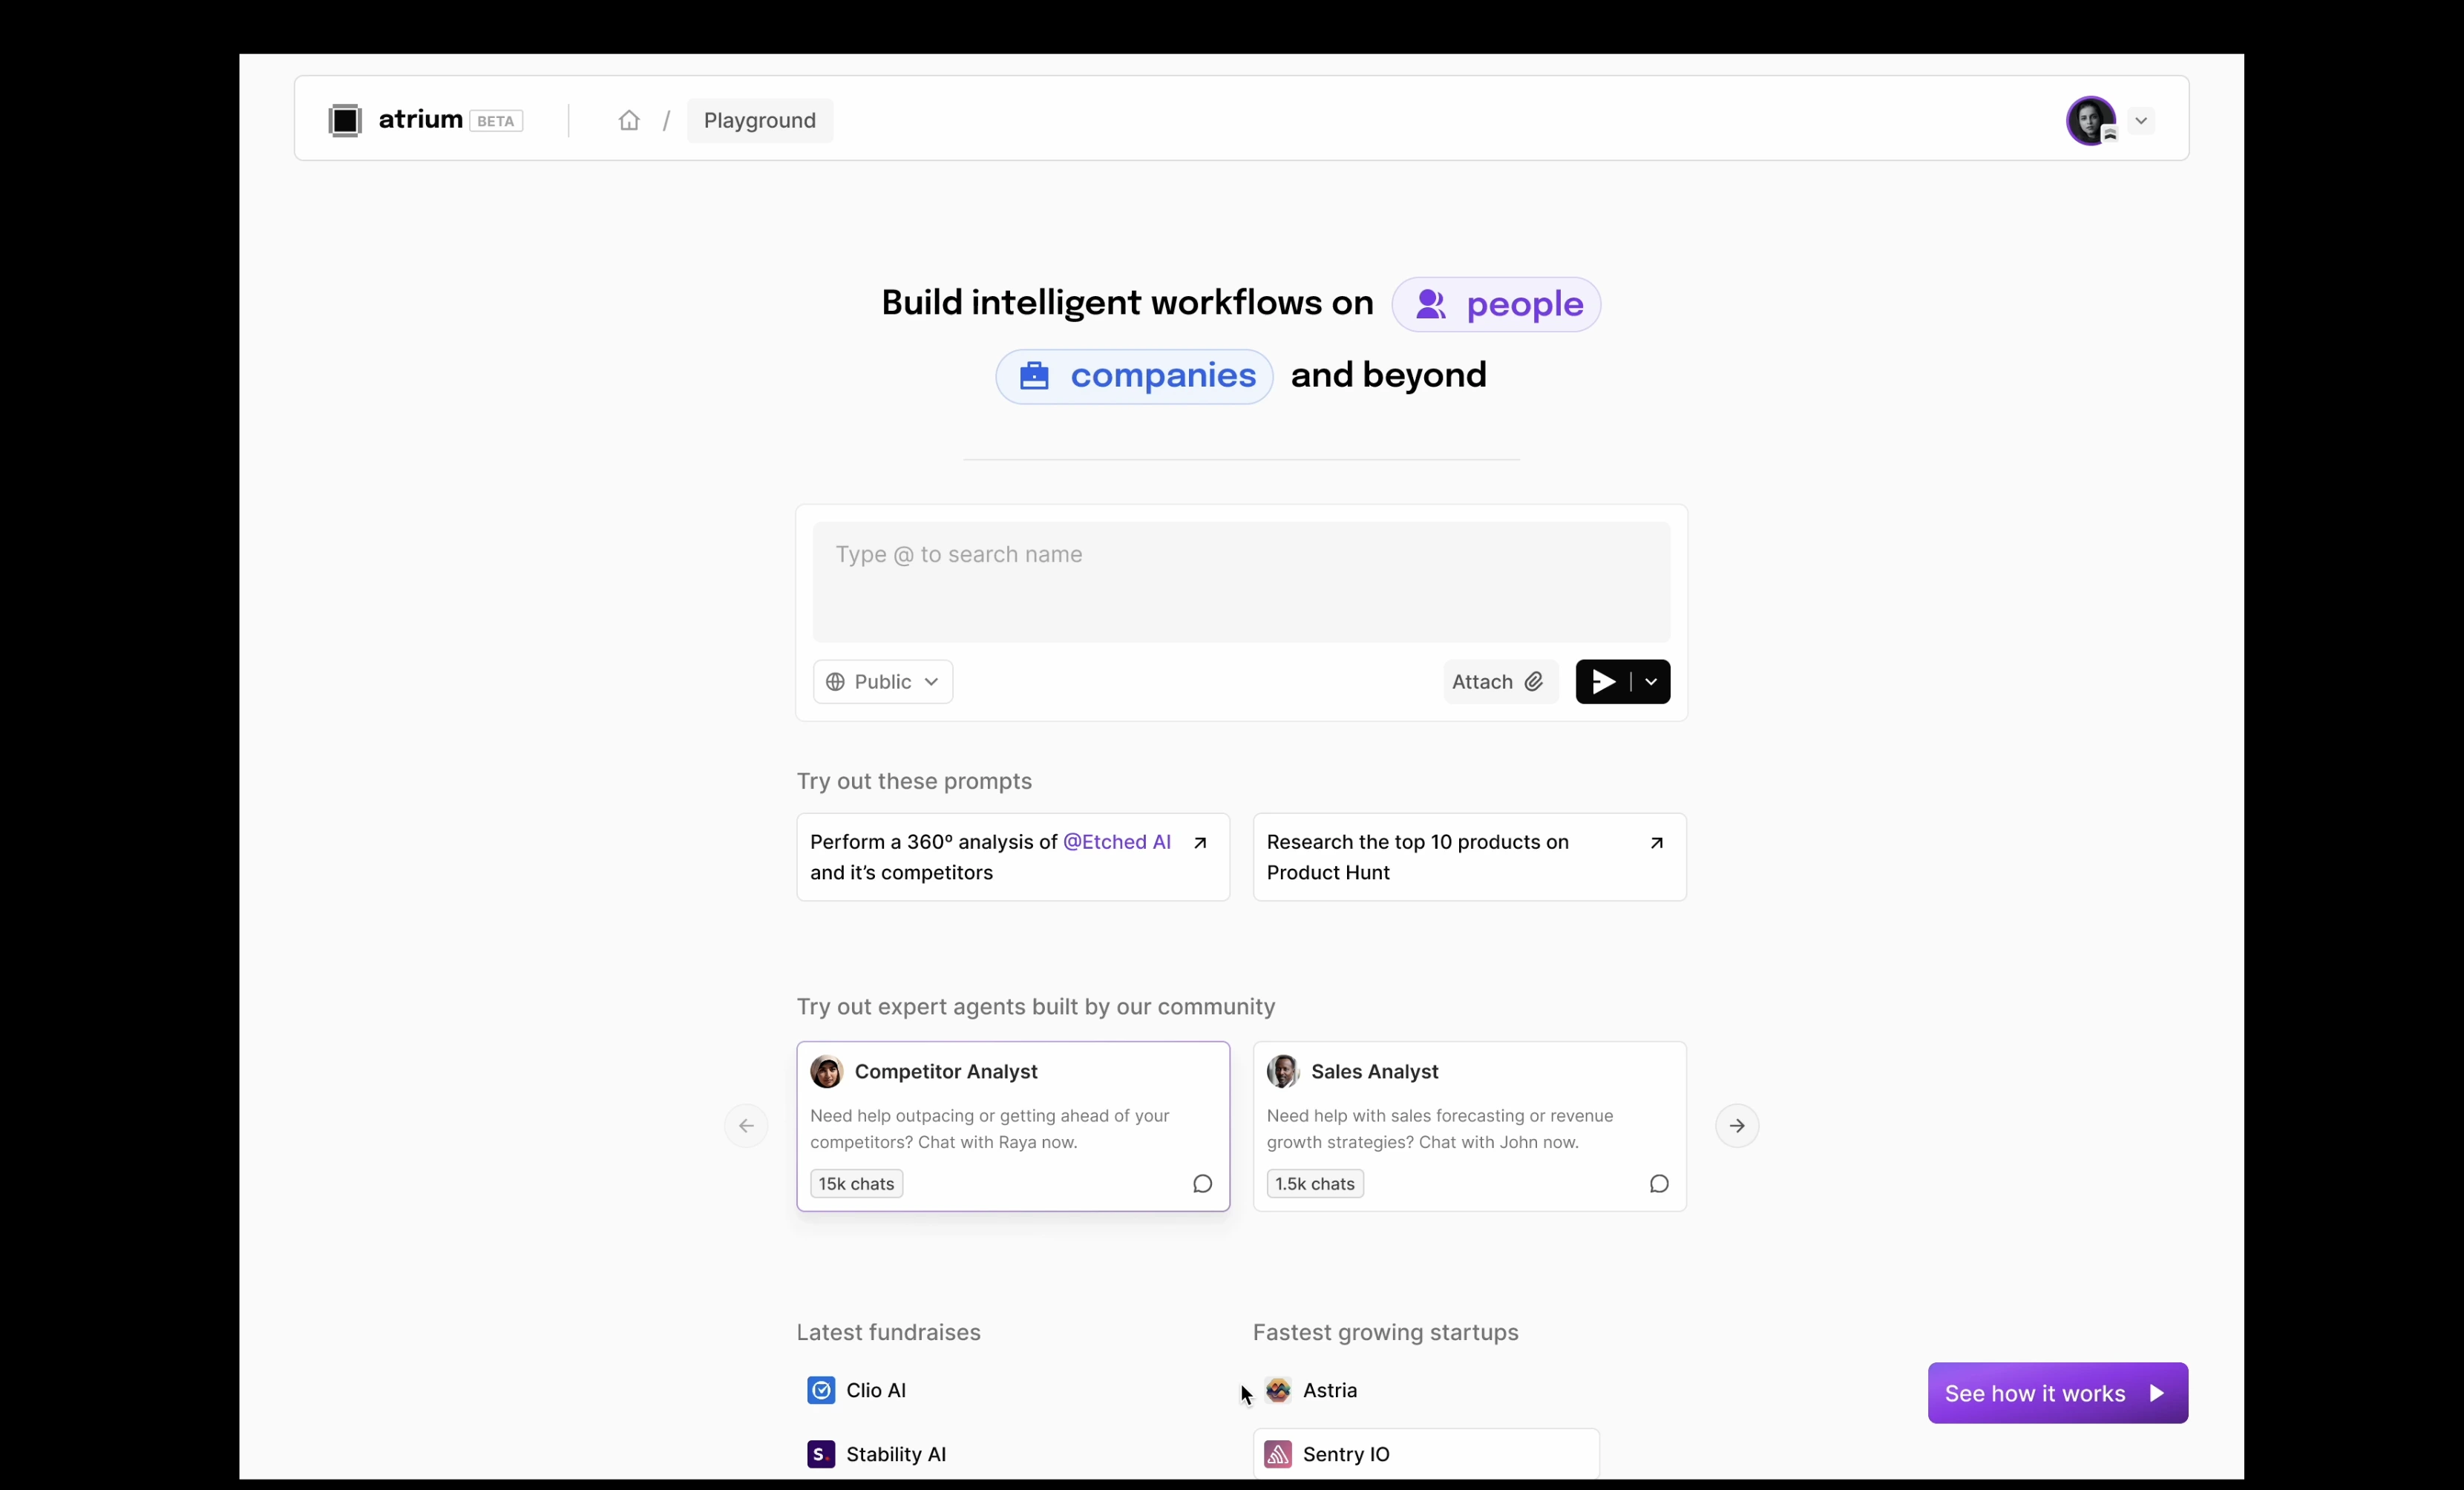 atrium BETA
/ Playground
Build intelligent workflows on people
companies and beyond
Type @ to search name
Public
Attach
Try out these prompts
Perform a 360º analysis of @Etched AI
and it’s competitors
Research the top 10 products on
Product Hunt
Try out expert agents built by our community
Competitor Analyst
Need help outpacing or getting ahead of your
competitors? Chat with Raya now.
15k chats
Sales Analyst
Need help with sales forecasting or revenue
growth strategies? Chat with John now.
1.5k chats
Latest fundraises
Clio AI
S. Stability AI
Fastest growing startups
Astria
Sentry IO
See how it works